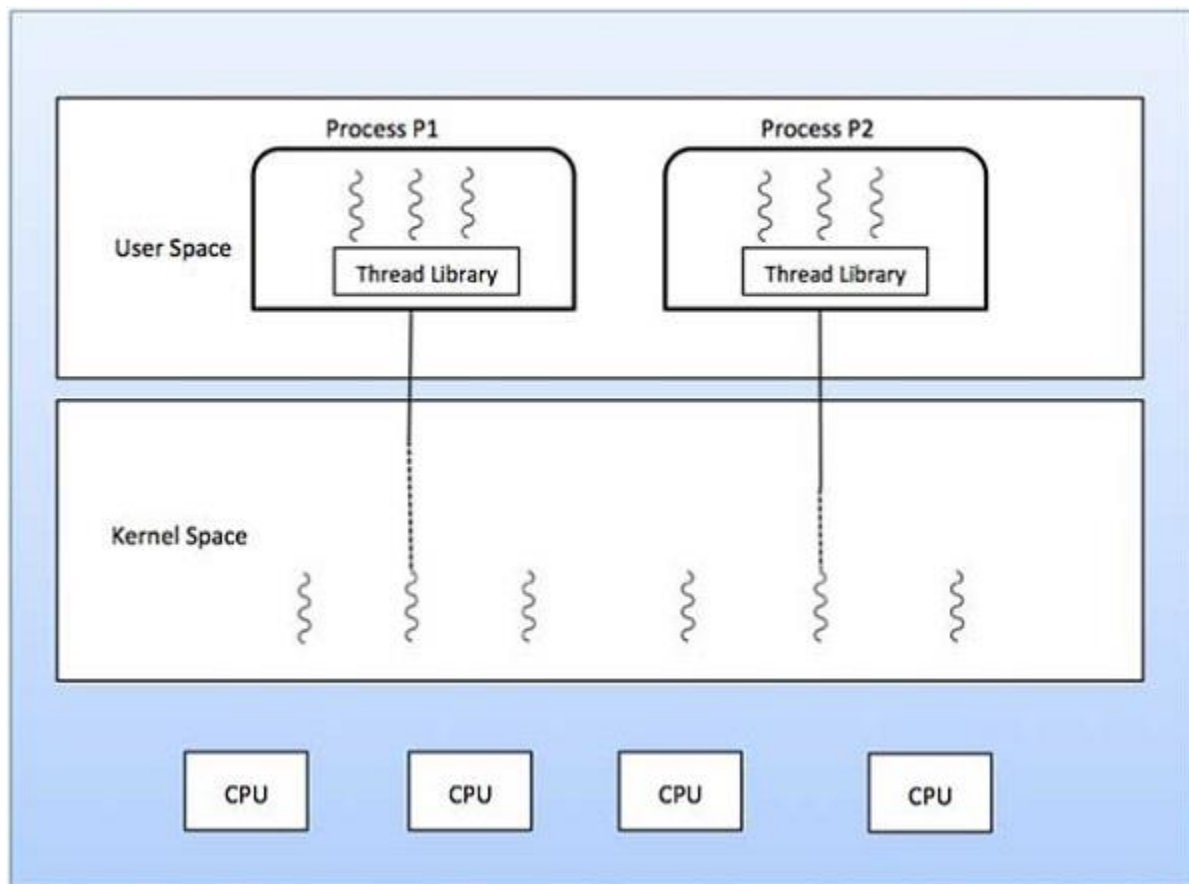 Process P1
Process P2
User Space
Thread Library
Thread Library
Kernel Space
CPU
CPU
CPU
CPU